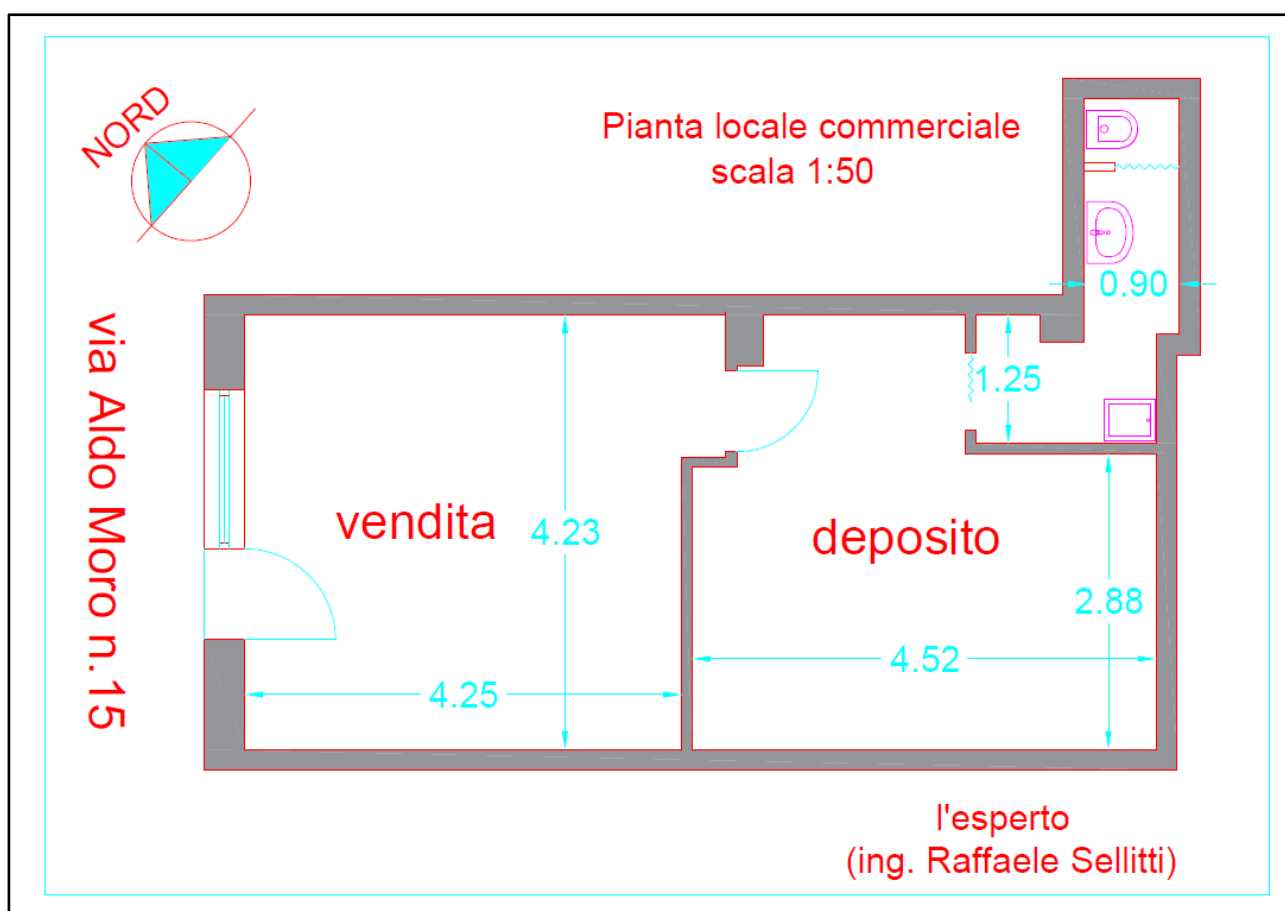 NORD
Pianta locale commerciale
scala 1:50
0.90
via Aldo Moro n.15
1.25
vendita
4.23
deposito
2.88
4.52
4.25
l'esperto
(ing. Raffaele Sellitti)